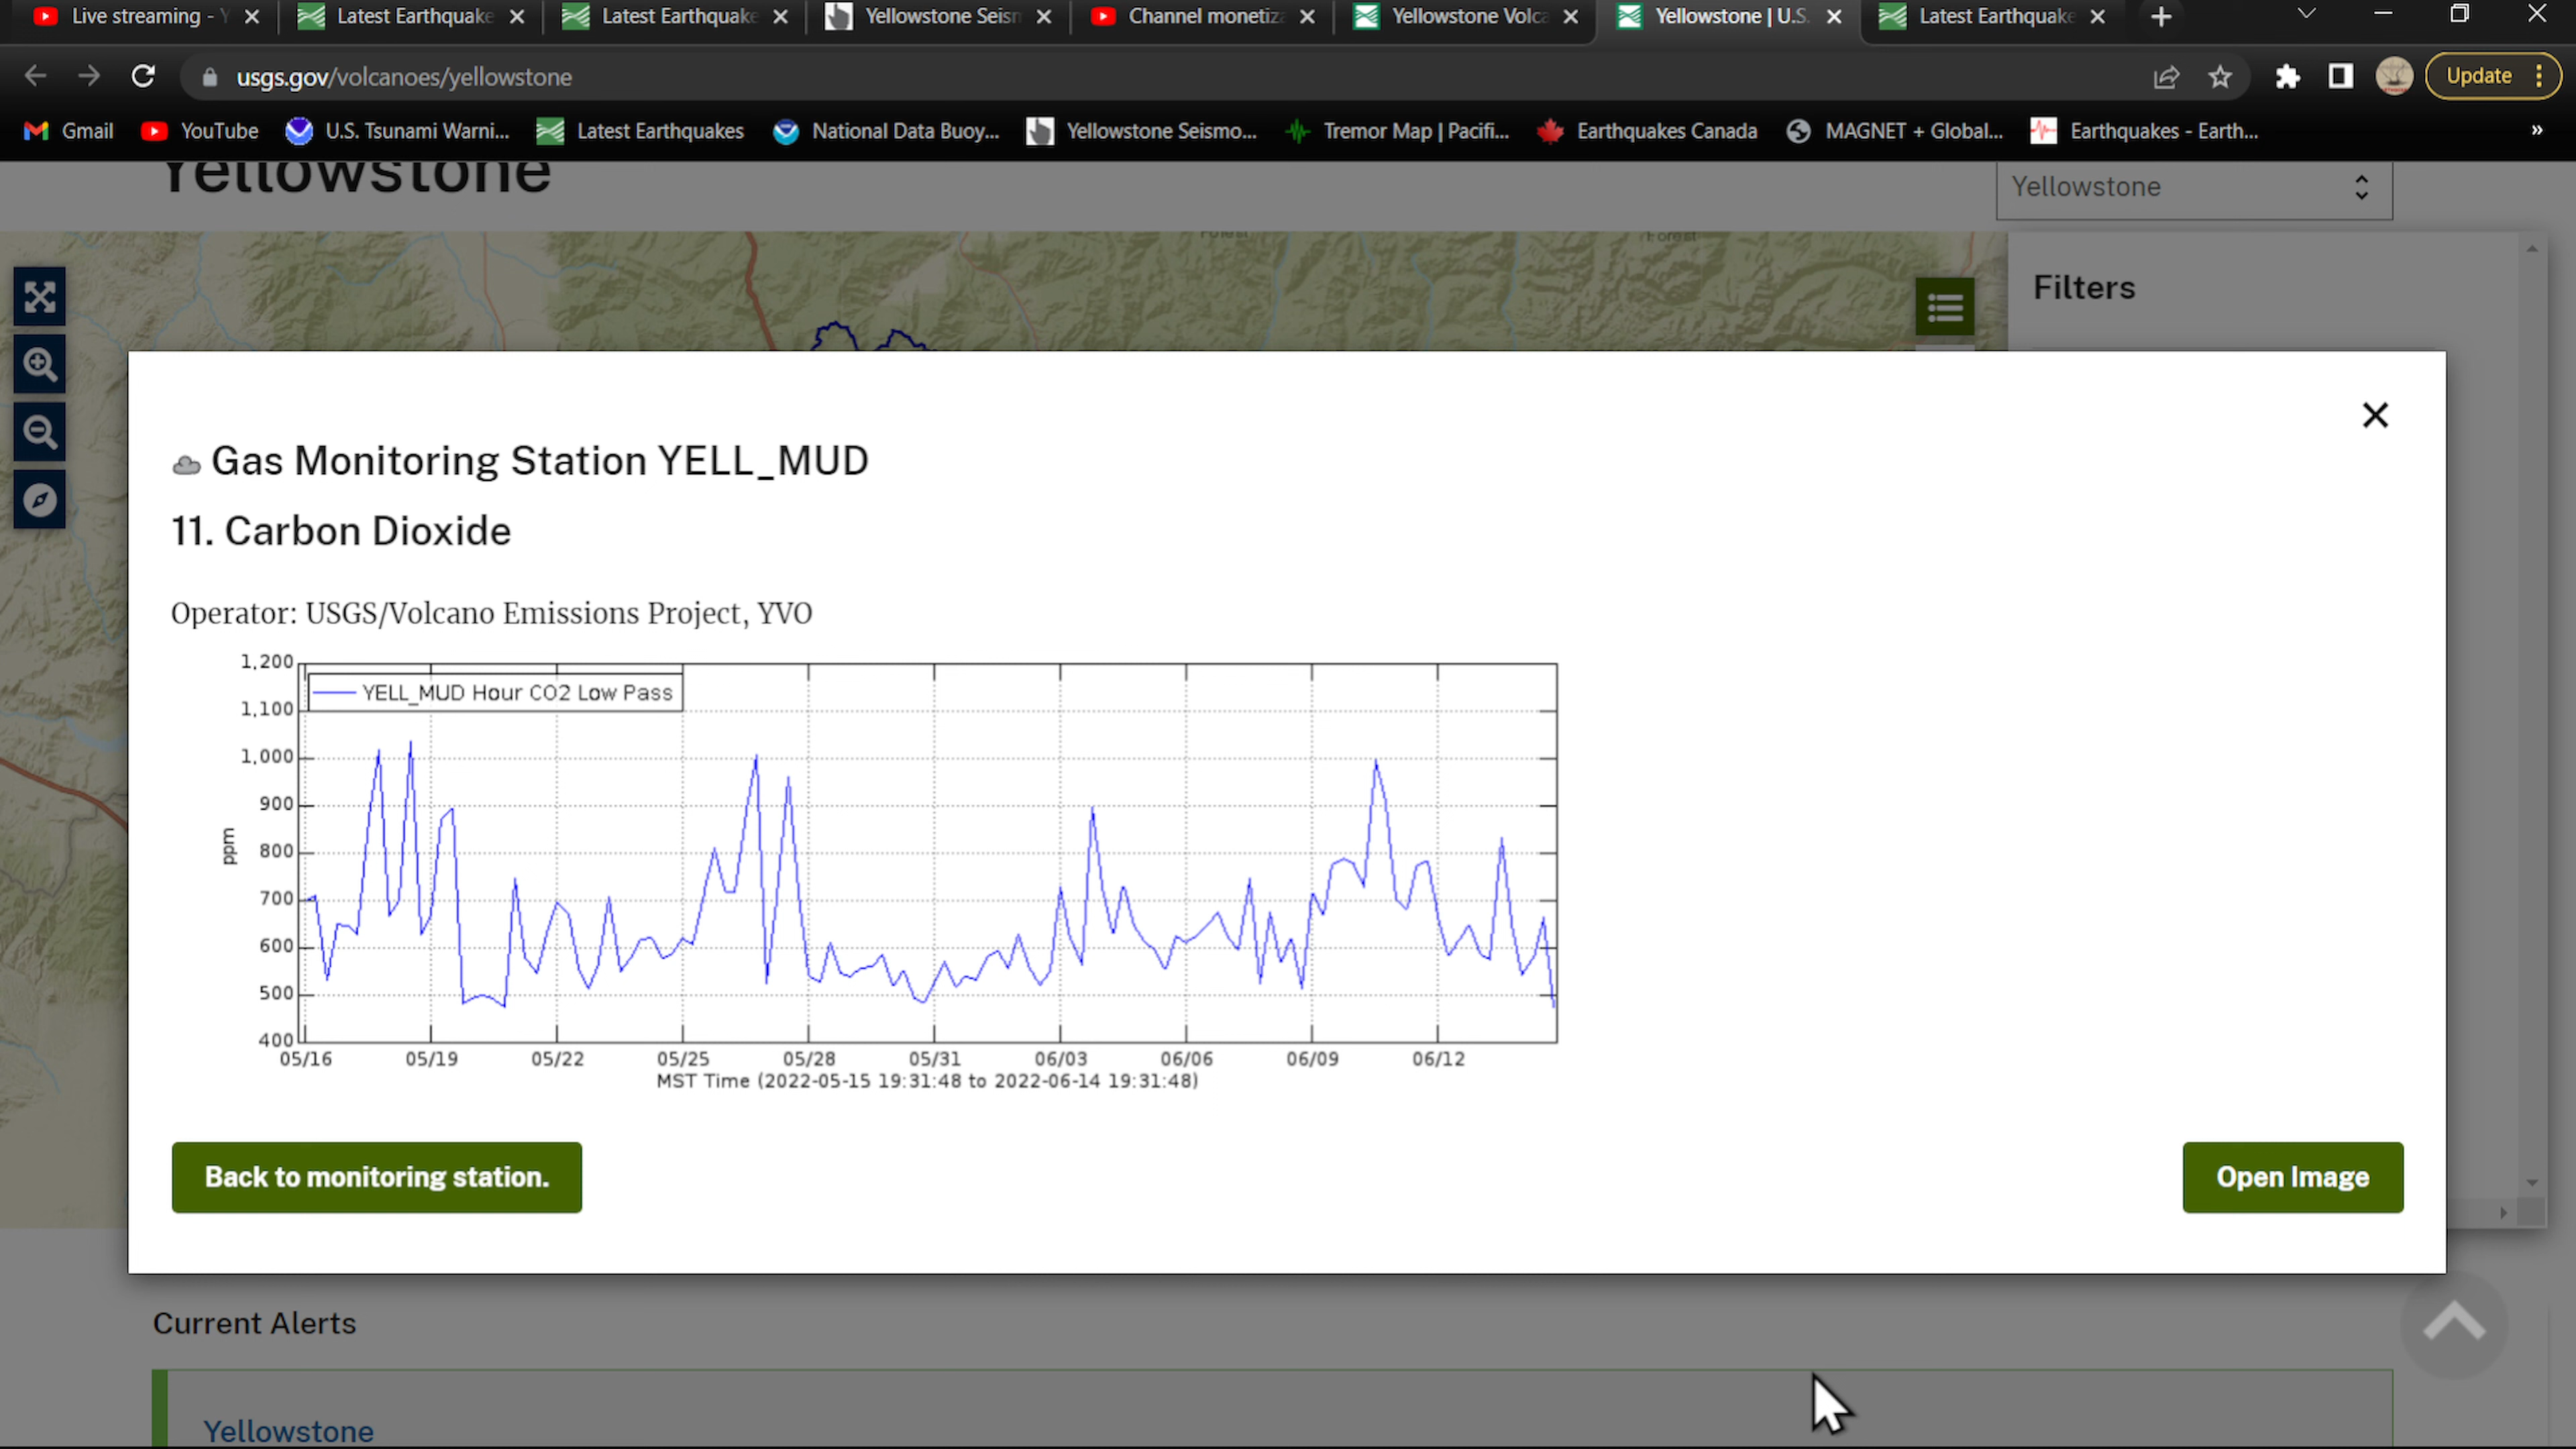 Live streaming - Y
Latest Earthquake
Latest Earthquake
Yellowstone Seism
Channel monetiza
Yellowstone Volca
Yellowstone | U.S.
Latest Earthquake
usgs.gov/volcanoes/yellowstone
Update
Gmail
YouTube
U.S. Tsunami Warni...
Latest Earthquakes
National Data Buoy...
Yellowstone Seismo...
Tremor Map | Pacifi...
Earthquakes Canada
MAGNET + Global...
Earthquakes - Earth...
»
Yellowstone
Yellowstone
Forest
Forest
Filters
Gas Monitoring Station YELL_MUD
11. Carbon Dioxide
Operator: USGS/Volcano Emissions Project, YVO
YELL_MUD Hour CO2 Low Pass
1,200
1,100
1,000
900
800
700
600
500
400
ppm
05/16 05/19 05/22 05/25 05/28 05/31 06/03 06/06 06/09 06/12
MST Time (2022-05-15 19:31:48 to 2022-06-14 19:31:48)
Back to monitoring station.
Open Image
Current Alerts
Yellowstone